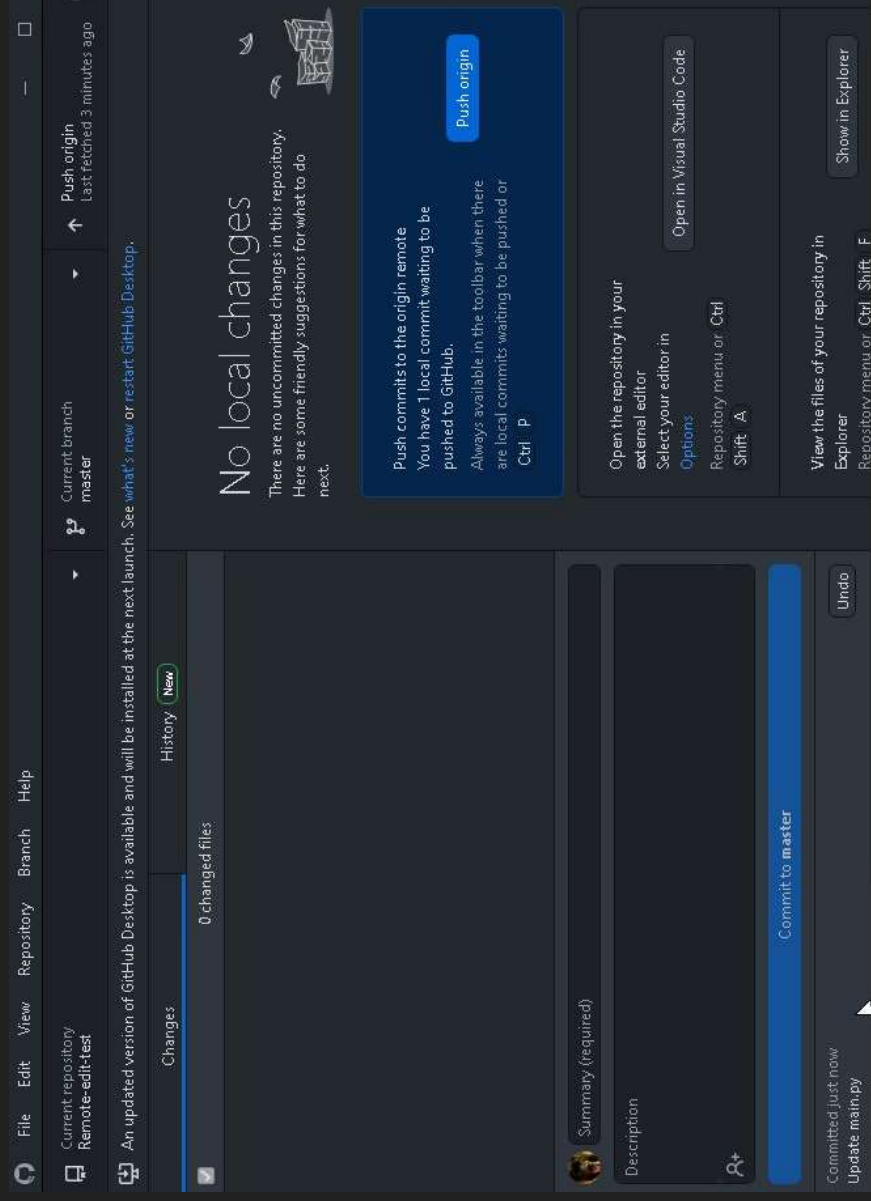 File Edit View Repository Branch Help
Current repository
Remote-edit-test
Current branch
master
Push origin
Last fetched 3 minutes ago
An updated version of GitHub Desktop is available and will be installed at the next launch. See what's new or restart GitHub Desktop.
Changes
History New
0 changed files
Summary (required)
Description
Commit to master
Committed just now
Update main.py
Undo
No local changes
There are no uncommitted changes in this repository.
Here are some friendly suggestions for what to do
next.
Push commits to the origin remote
You have 1 local commit waiting to be
pushed to GitHub.
Always available in the toolbar when there
are local commits waiting to be pushed or
Ctrl P
Push origin
Open the repository in your
external editor
Select your editor in
Options
Repository menu or Ctrl
Shift A
Open in Visual Studio Code
View the files of your repository in
Explorer
Repository menu or Ctrl Shift F
Show in Explorer